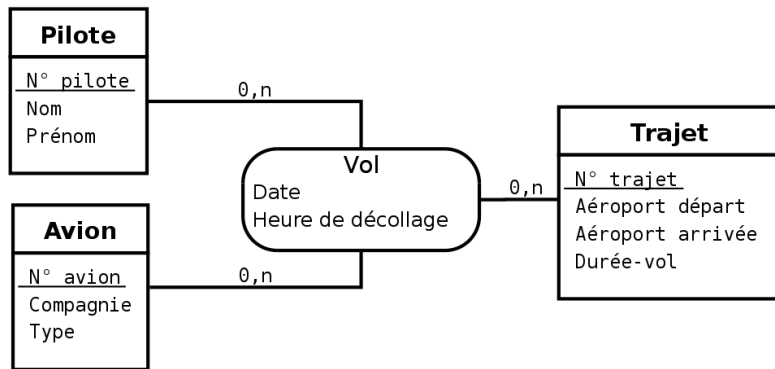 Pilote
N° pilote
Nom
Prénom
0,n
Vol
Date
Heure de décollage
0,n
Trajet
N° trajet
Aéroport départ
Aéroport arrivée
Durée-vol
Avion
N° avion
Compagnie
Type
0,n